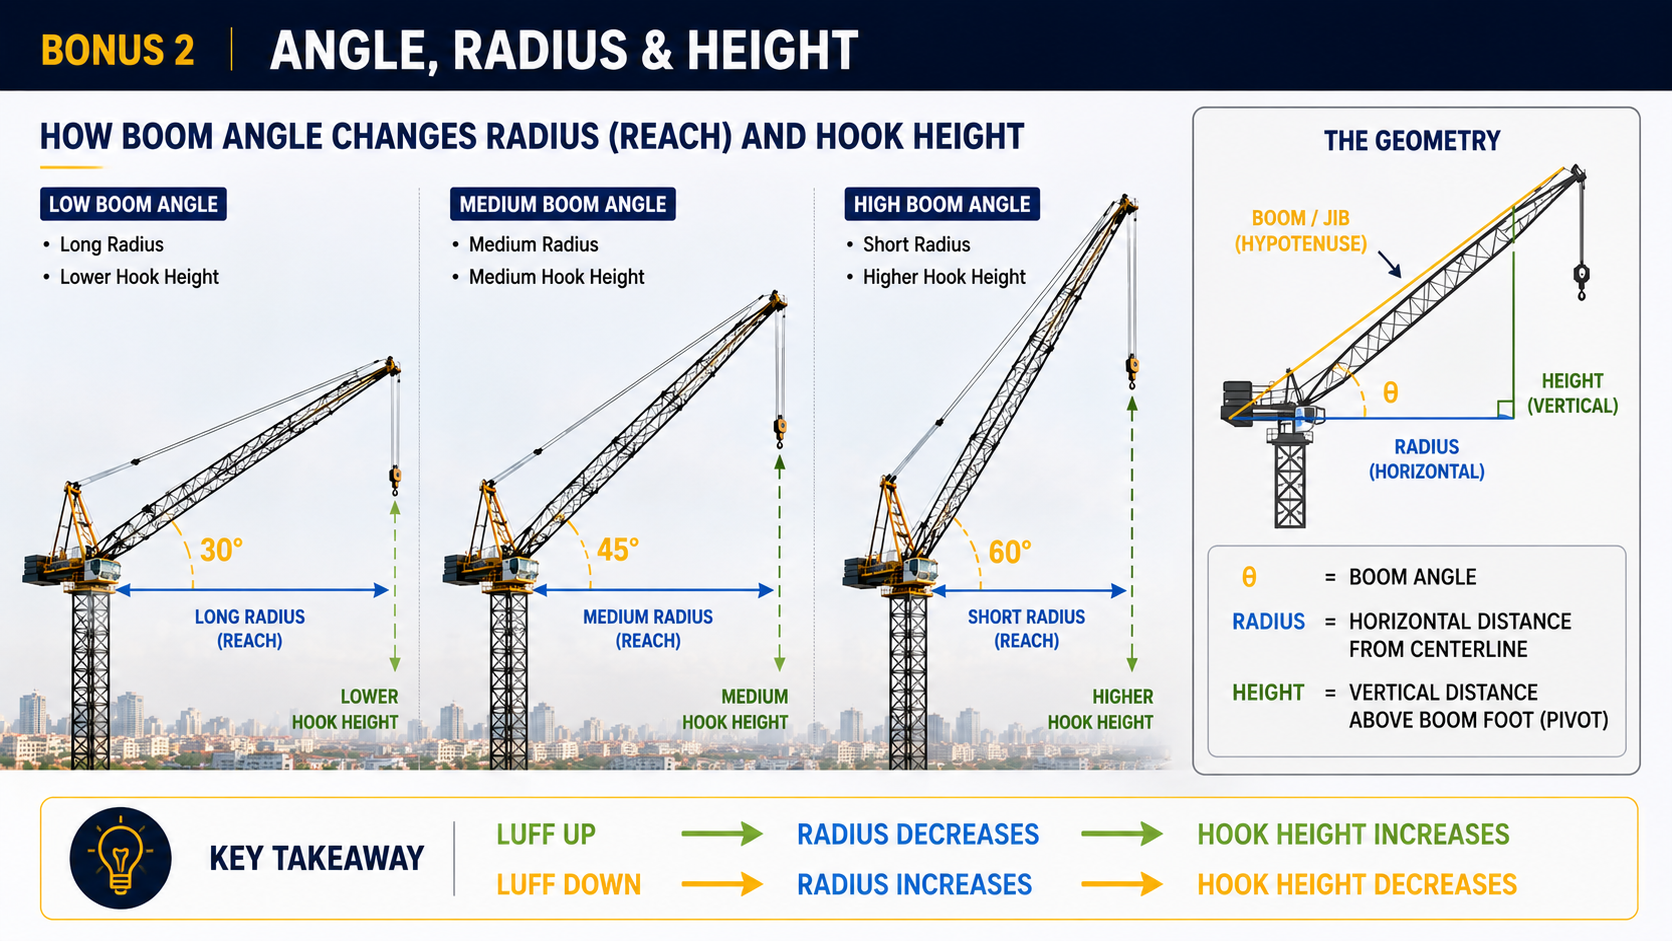 BONUS 2
ANGLE, RADIUS & HEIGHT
HOW BOOM ANGLE CHANGES RADIUS (REACH) AND HOOK HEIGHT
LOW BOOM ANGLE
• Long Radius
• Lower Hook Height
30°
LONG RADIUS
(REACH)
LOWER
HOOK HEIGHT
MEDIUM BOOM ANGLE
• Medium Radius
• Medium Hook Height
45°
MEDIUM RADIUS
(REACH)
MEDIUM
HOOK HEIGHT
HIGH BOOM ANGLE
• Short Radius
• Higher Hook Height
60°
SHORT RADIUS
(REACH)
HIGHER
HOOK HEIGHT
THE GEOMETRY
BOOM / JIB
(HYPOTENUSE)
θ
HEIGHT
(VERTICAL)
RADIUS
(HORIZONTAL)
θ = BOOM ANGLE
RADIUS = HORIZONTAL DISTANCE
FROM CENTERLINE
HEIGHT = VERTICAL DISTANCE
ABOVE BOOM FOOT (PIVOT)
KEY TAKEAWAY
LUFF UP → RADIUS DECREASES → HOOK HEIGHT INCREASES
LUFF DOWN → RADIUS INCREASES → HOOK HEIGHT DECREASES